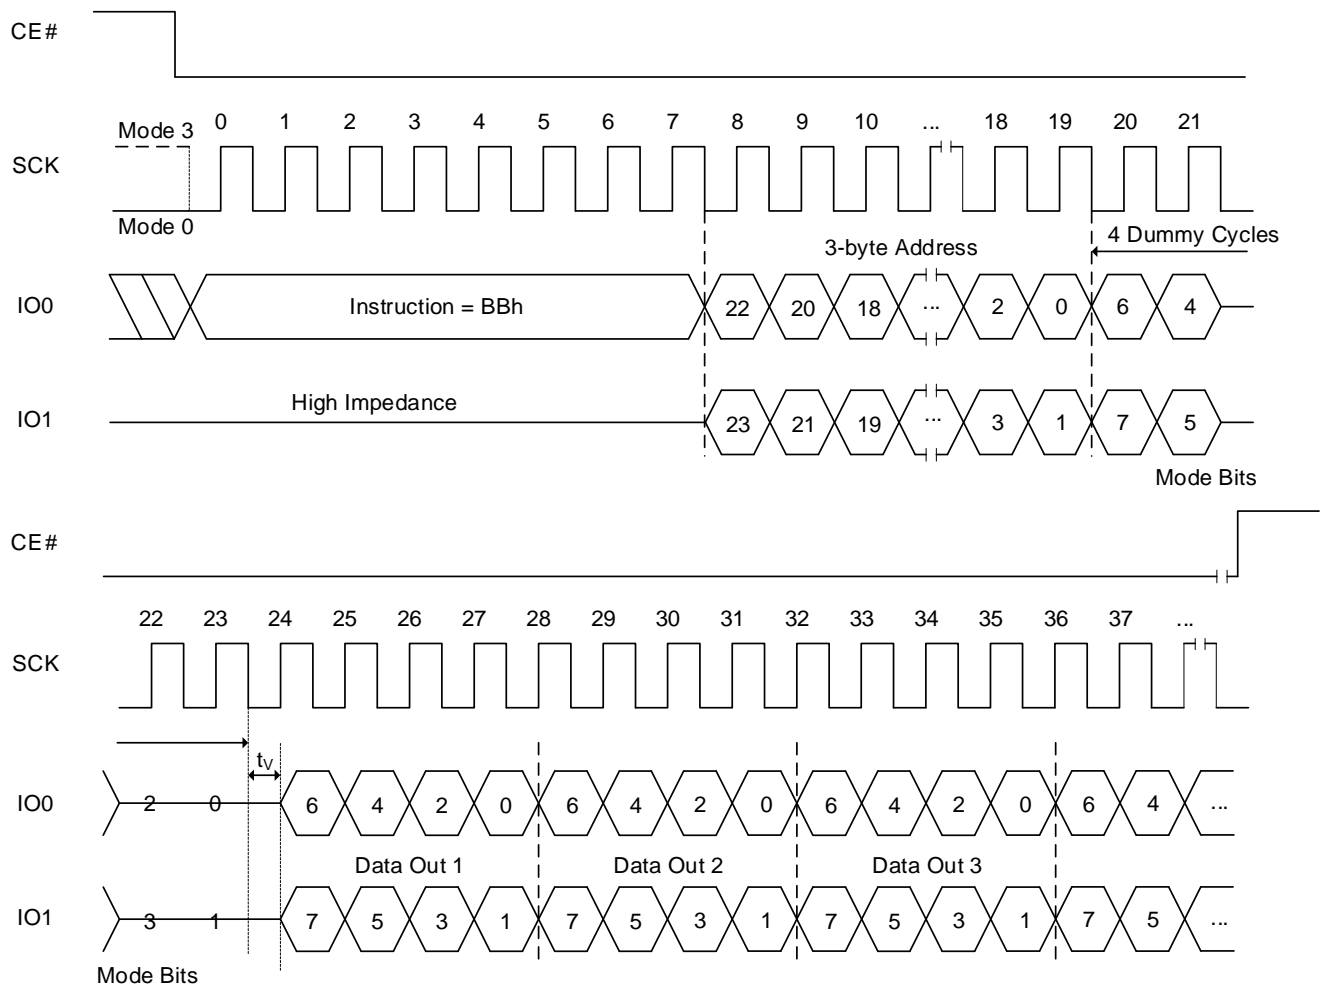 CE#
0 1 2 3 4 5 6 7 8 9 10 ... 18 19 20 21
Mode 3
SCK
Mode 0
3-byte Address
4 Dummy Cycles
IO0
Instruction = BBh
22 20 18 ... 2 0 6 4
High Impedance
IO1
23 21 19 ... 3 1 7 5
Mode Bits
CE#
22 23 24 25 26 27 28 29 30 31 32 33 34 35 36 37 ...
SCK
tV
IO0
2 0 6 4 2 0 6 4 2 0 6 4 2 0 6 4 ...
Data Out 1 Data Out 2 Data Out 3
IO1
3 1 7 5 3 1 7 5 3 1 7 5 3 1 7 5 ...
Mode Bits